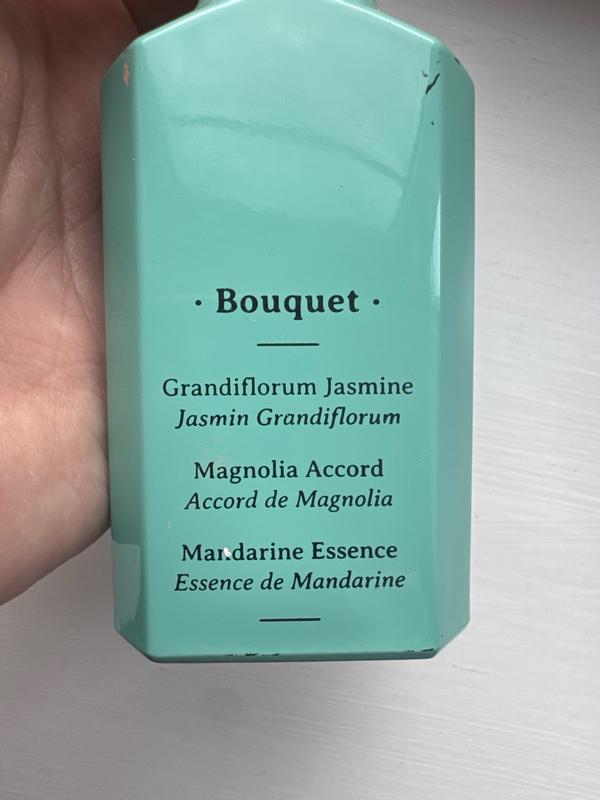 · Bouquet ·
Grandiflorum Jasmine
Jasmin Grandiflorum
Magnolia Accord
Accord de Magnolia
Mandarine Essence
Essence de Mandarine